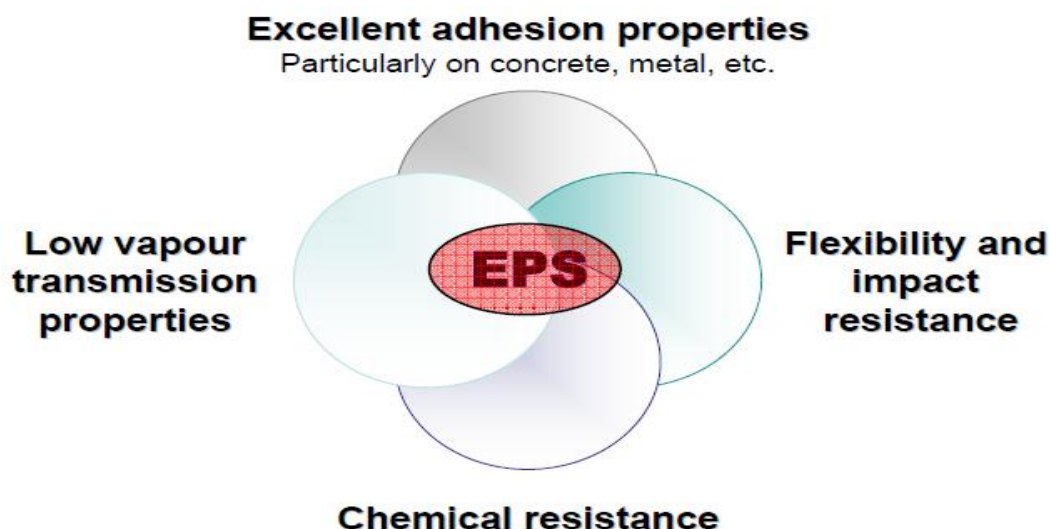 Excellent adhesion properties
Particularly on concrete, metal, etc.
Low vapour
transmission
properties
EPS
Flexibility and
impact
resistance
Chemical resistance